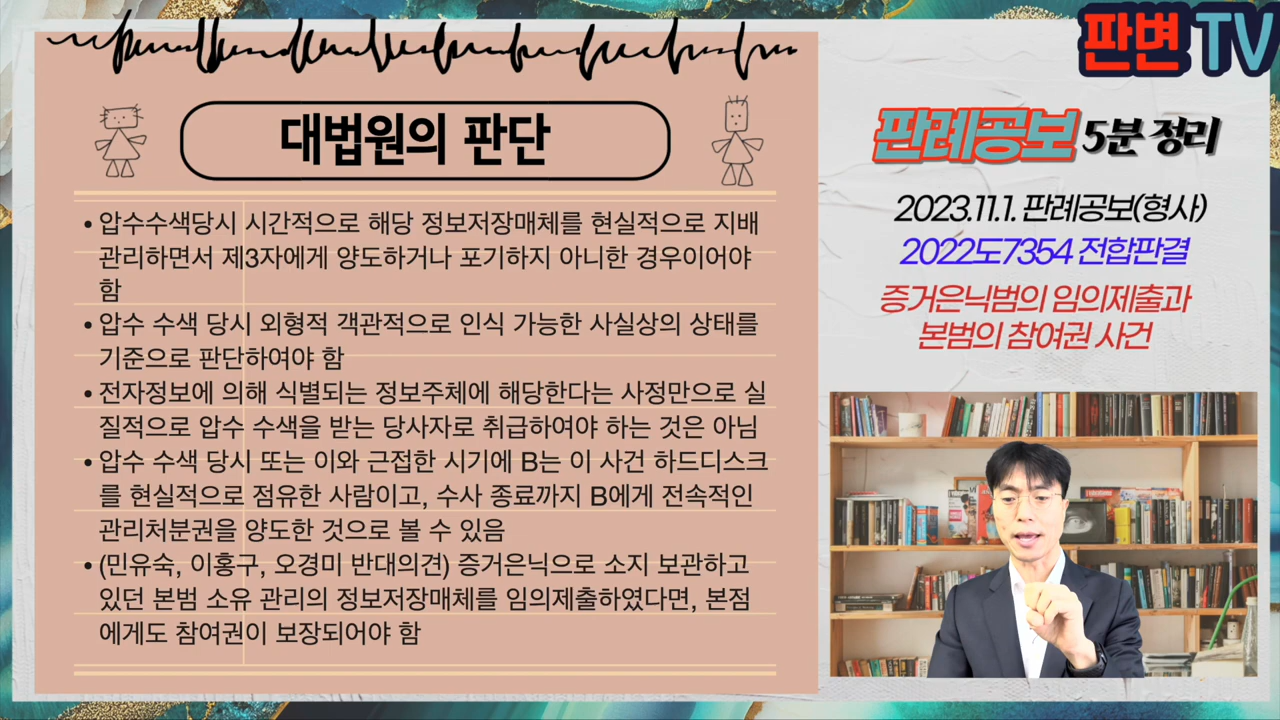 판변 TV
대법원의 판단
• 압수수색당시 시간적으로 해당 정보저장매체를 현실적으로 지배
관리하면서 제3자에게 양도하거나 포기하지 아니한 경우이어야
함
• 압수 수색 당시 외형적 객관적으로 인식 가능한 사실상의 상태를
기준으로 판단하여야 함
• 전자정보에 의해 식별되는 정보주체에 해당한다는 사정만으로 실
질적으로 압수 수색을 받는 당사자로 취급하여야 하는 것은 아님
• 압수 수색 당시 또는 이와 근접한 시기에 B는 이 사건 하드디스크
를 현실적으로 점유한 사람이고, 수사 종료까지 B에게 전속적인
관리처분권을 양도한 것으로 볼 수 있음
• (민유숙, 이흥구, 오경미 반대의견) 증거은닉으로 소지 보관하고
있던 본범 소유 관리의 정보저장매체를 임의제출하였다면, 본점
에게도 참여권이 보장되어야 함
판례공보 5분 정리
2023.11.1. 판례공보(형사)
2022도7354 전합판결
증거은닉범의 임의제출과
본범의 참여권 사건